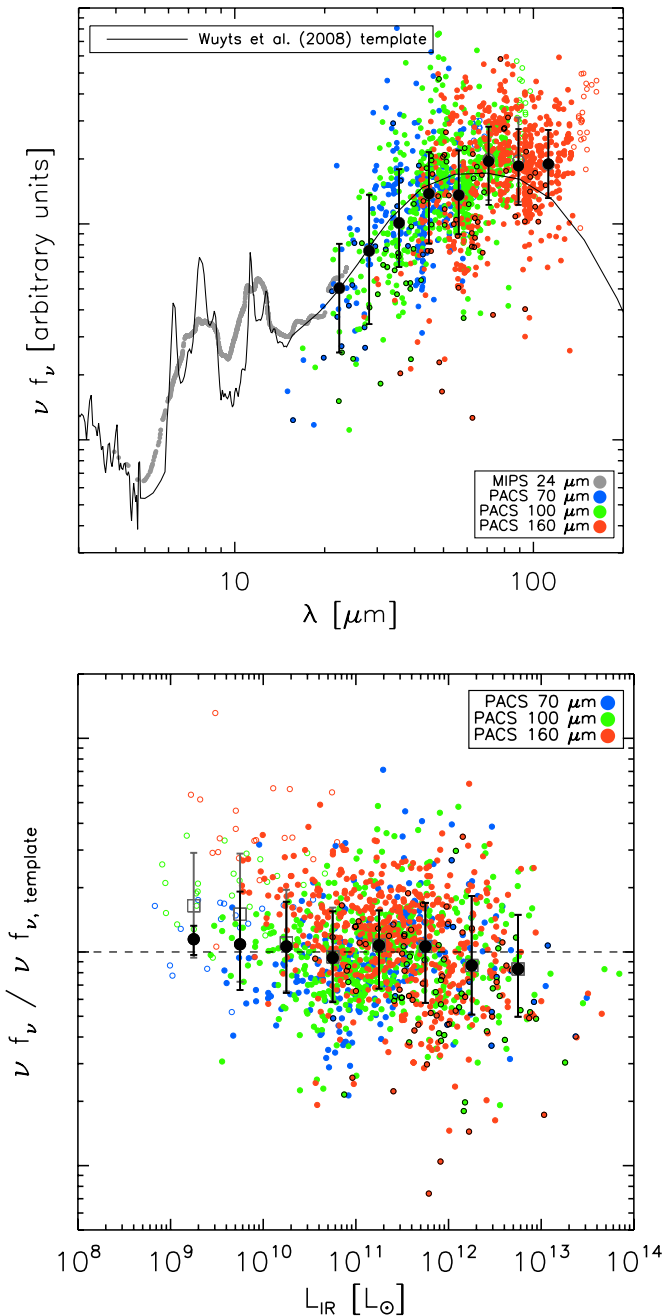 Wuyts et al. (2008) template
ν f_ν [arbitrary units]
MIPS 24 μm
PACS 70 μm
PACS 100 μm
PACS 160 μm
10 100
λ [μm]
PACS 70 μm
PACS 100 μm
PACS 160 μm
ν f_ν / ν f_ν, template
10^8 10^9 10^10 10^11 10^12 10^13 10^14
L_IR [L_⊙]